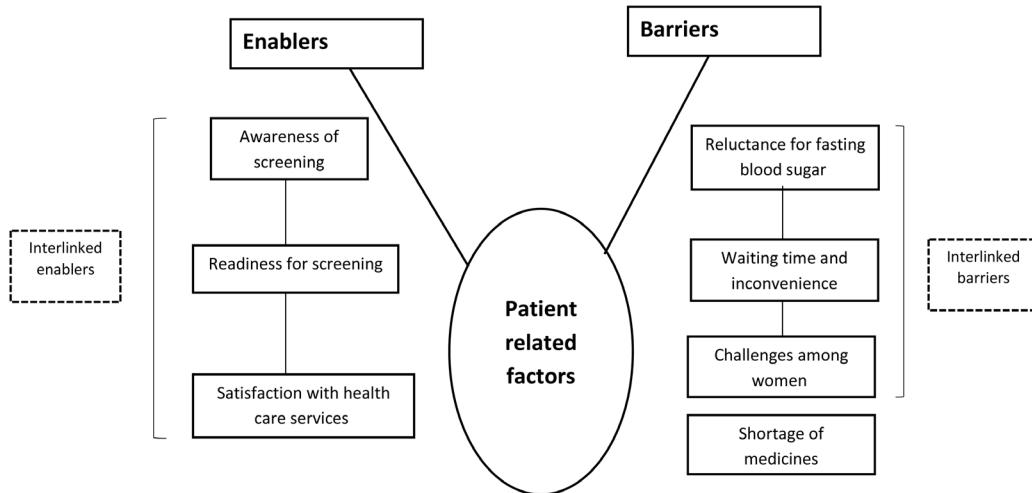 Enablers
Barriers
Awareness of
screening
Readiness for screening
Satisfaction with health
care services
Interlinked
enablers
Patient
related
factors
Reluctance for fasting
blood sugar
Waiting time and
inconvenience
Challenges among
women
Shortage of
medicines
Interlinked
barriers